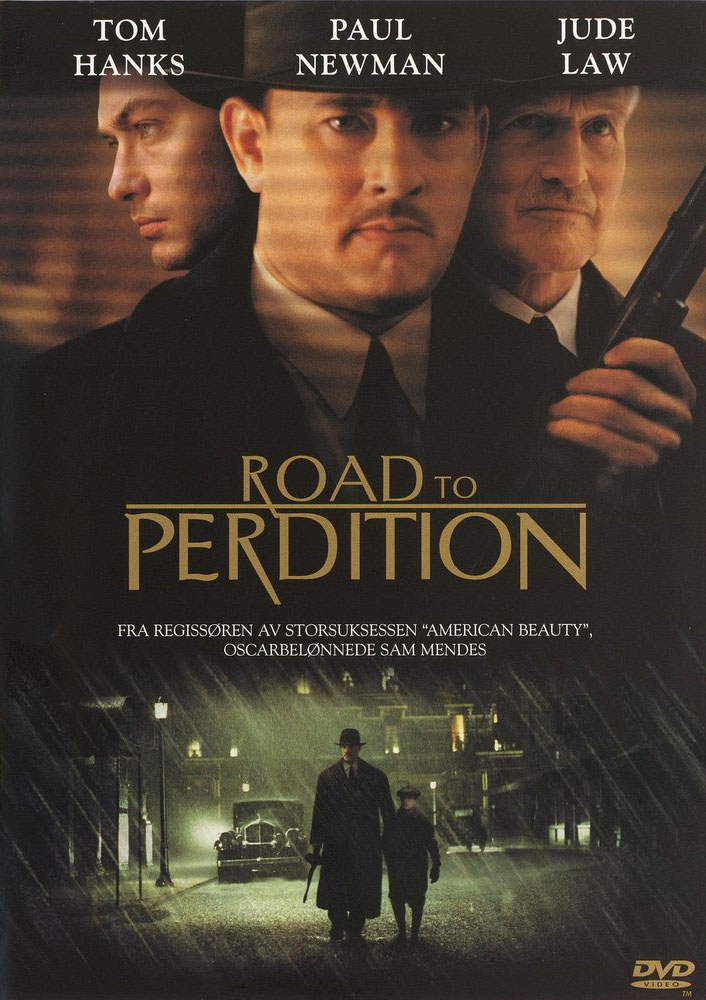 TOM HANKS
PAUL NEWMAN
JUDE LAW
ROAD TO
PERDITION
FRA REGISSØREN AV STORSUKSESSEN “AMERICAN BEAUTY”,
OSCARBELØNNEDE SAM MENDES
DVD
VIDEO
TM